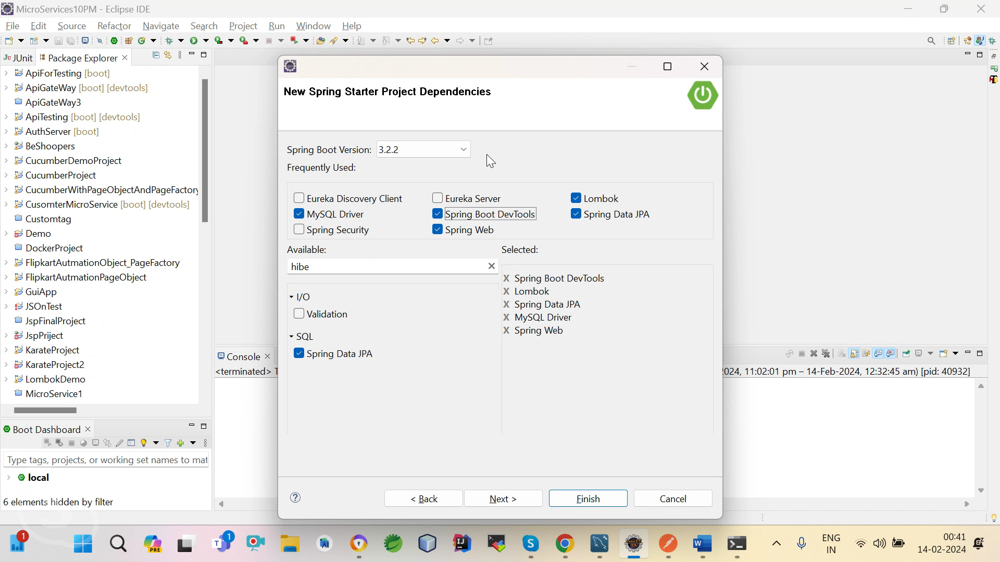 MicroServices10PM - Eclipse IDE
File Edit Source Refactor Navigate Search Project Run Window Help
JUnit Package Explorer
ApiForTesting [boot]
ApiGateWay [boot] [devtools]
ApiGateWay3
ApiTesting [boot] [devtools]
AuthServer [boot]
BeShoopers
CucumberDemoProject
CucumberProject
CucumberWithPageObjectAndPageFactory
CusomterMicroService [boot] [devtools]
Customtag
Demo
DockerProject
FlipkartAutmationObject_PageFactory
FlipkartAutmationPageObject
GuiApp
JSOnTest
JspFinalProject
JspPriject
KarateProject
KarateProject2
LombokDemo
MicroService1
Boot Dashboard
Type tags, projects, or working set names to mat
local
6 elements hidden by filter
New Spring Starter Project Dependencies
Spring Boot Version: 3.2.2
Frequently Used:
Eureka Discovery Client Eureka Server Lombok
MySQL Driver Spring Boot DevTools Spring Data JPA
Spring Security Spring Web
Available: Selected:
hibe
I/O
Validation
SQL
Spring Data JPA
X Spring Boot DevTools
X Lombok
X Spring Data JPA
X MySQL Driver
X Spring Web
< Back Next > Finish Cancel
Console
<terminated> T
2024, 11:02:01 pm – 14-Feb-2024, 12:32:45 am) [pid: 40932]
1
PRE
1
ENG
IN
00:41
14-02-2024